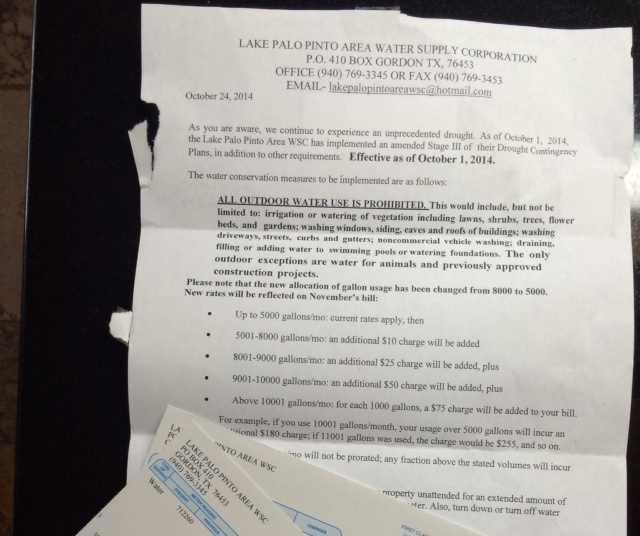 LAKE PALO PINTO AREA WATER SUPPLY CORPORATION
P.O. 410 BOX GORDON TX, 76453
OFFICE (940) 769-3345 OR FAX (940) 769-3453
EMAIL- lakepalopintoareawsc@hotmail.com
October 24, 2014
As you are aware, we continue to experience an unprecedented drought. As of October 1, 2014,
the Lake Palo Pinto Area WSC has implemented an amended Stage III of their Drought Contingency
Plans, in addition to other requirements. Effective as of October 1, 2014.
The water conservation measures to be implemented are as follows:
ALL OUTDOOR WATER USE IS PROHIBITED. This would include, but not be
limited to: irrigation or watering of vegetation including lawns, shrubs, trees, flower
beds, and gardens; washing windows, siding, eaves and roofs of buildings; washing
driveways, streets, curbs and gutters; noncommercial vehicle washing; draining,
filling or adding water to swimming pools or watering foundations. The only
outdoor exceptions are water for animals and previously approved
construction projects.
Please note that the new allocation of gallon usage has been changed from 8000 to 5000.
New rates will be reflected on November's bill:
• Up to 5000 gallons/mo: current rates apply, then
• 5001-8000 gallons/mo: an additional $10 charge will be added
• 8001-9000 gallons/mo: an additional $25 charge will be added, plus
• 9001-10000 gallons/mo: an additional $50 charge will be added, plus
• Above 10001 gallons/mo: for each 1000 gallons, a $75 charge will be added to your bill.
For example, if you use 10001 gallons/month, your usage over 5000 gallons will incur an
$180 charge; if 11001 gallons was used, the charge would be $255, and so on.
/mo will not be prorated; any fraction above the stated volumes will incur
property unattended for an extended amount of
Also, turn down or turn off water
PINTO AREA WSC
LAKE PALO PINTO AREA WSC
PO BOX 410
GORDON, TX 76453
(940) 769-3345
Water
712260
CHARGES
FIRST